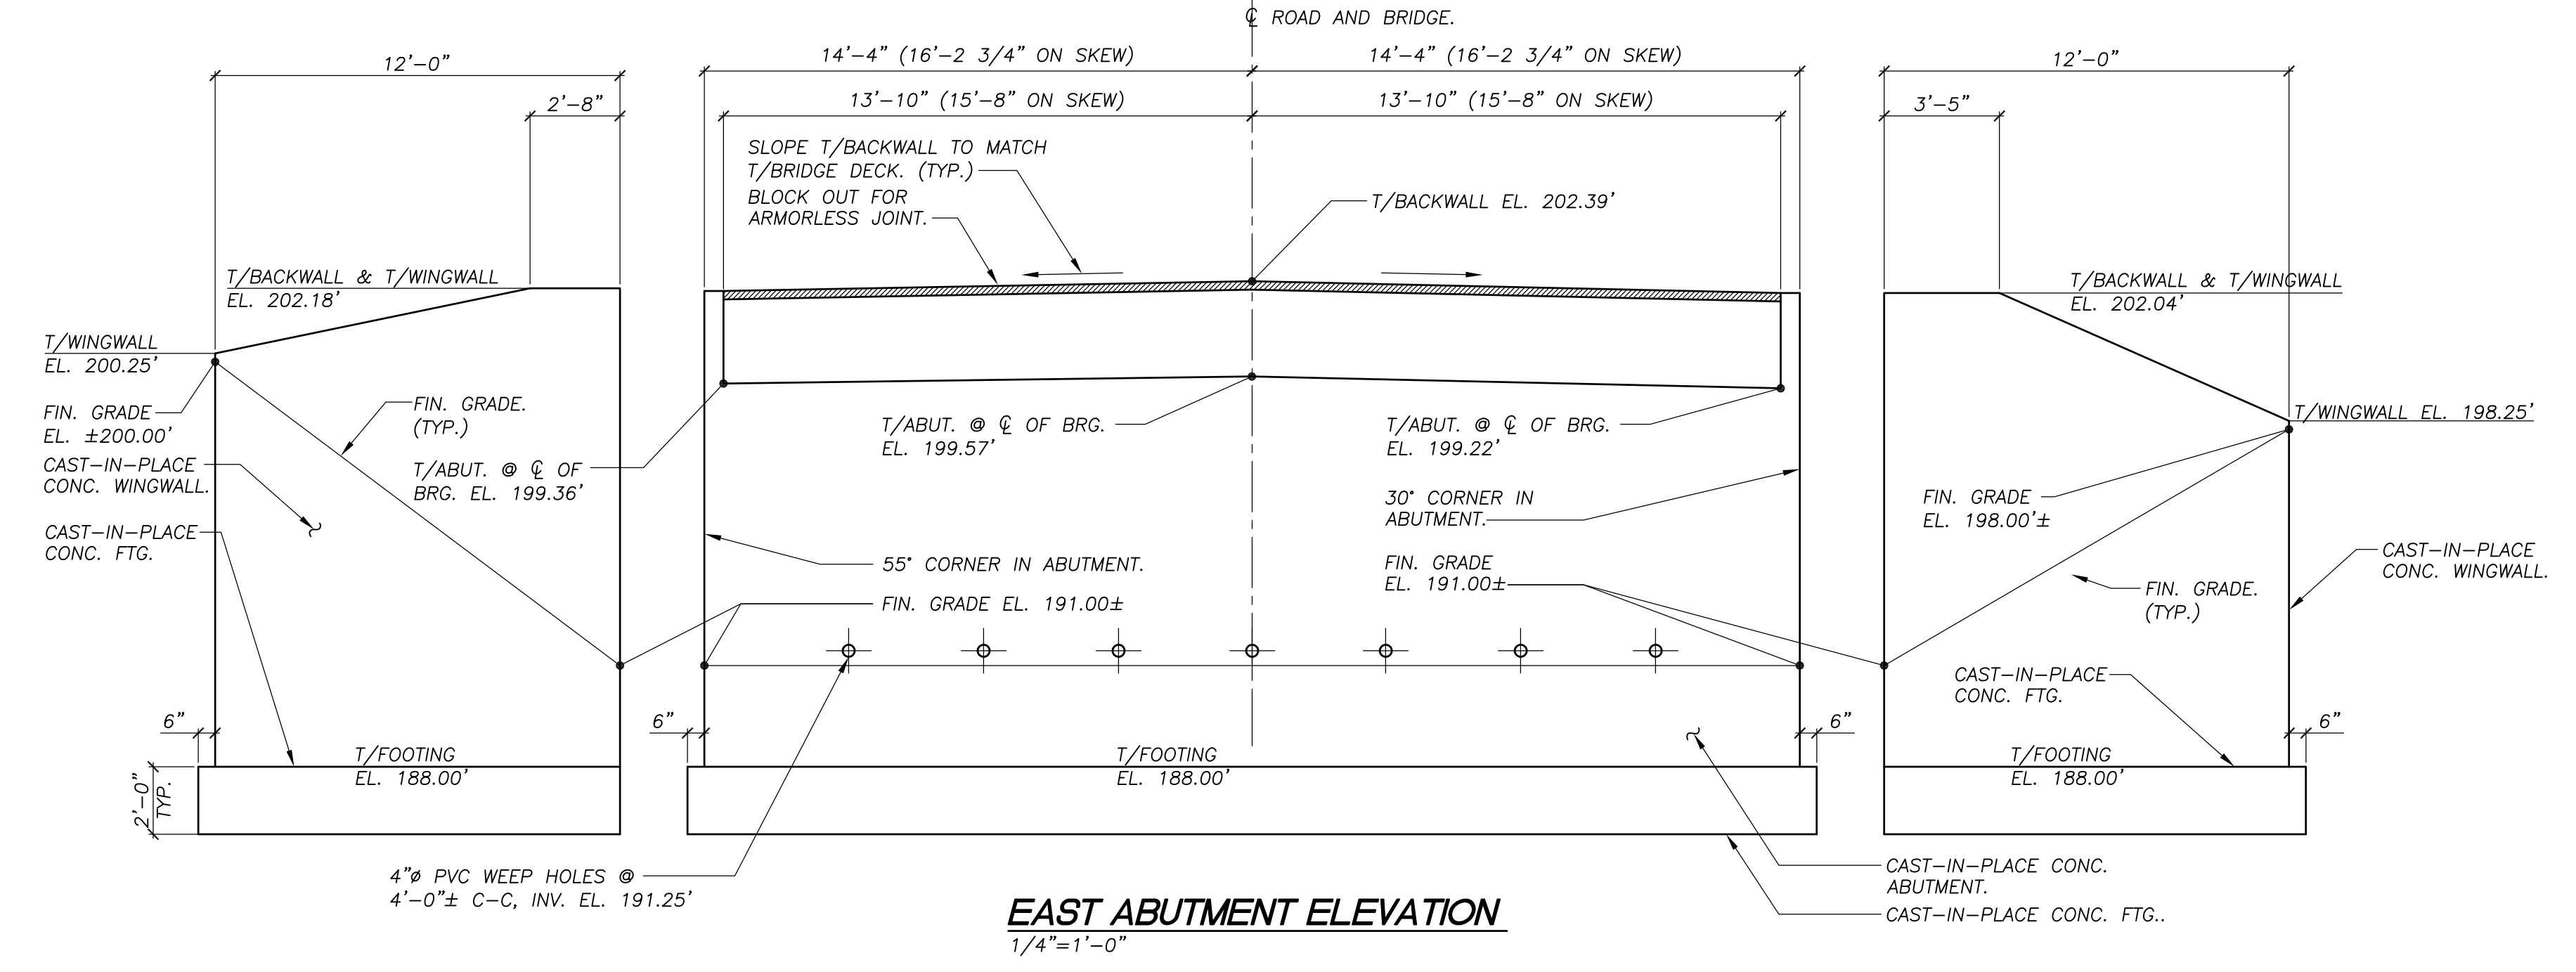 ℄ ROAD AND BRIDGE.
12'-0"
14'-4" (16'-2 3/4" ON SKEW)
14'-4" (16'-2 3/4" ON SKEW)
12'-0"
2'-8"
13'-10" (15'-8" ON SKEW)
13'-10" (15'-8" ON SKEW)
3'-5"
SLOPE T/BACKWALL TO MATCH
T/BRIDGE DECK. (TYP.)
BLOCK OUT FOR
ARMORLESS JOINT.
T/BACKWALL EL. 202.39'
T/BACKWALL & T/WINGWALL
EL. 202.18'
T/BACKWALL & T/WINGWALL
EL. 202.04'
T/WINGWALL
EL. 200.25'
FIN. GRADE
EL. ±200.00'
CAST-IN-PLACE
CONC. WINGWALL.
CAST-IN-PLACE
CONC. FTG.
FIN. GRADE.
(TYP.)
T/ABUT. @ ℄ OF
BRG. EL. 199.36'
T/ABUT. @ ℄ OF BRG.
EL. 199.57'
T/ABUT. @ ℄ OF BRG.
EL. 199.22'
T/WINGWALL EL. 198.25'
30° CORNER IN
ABUTMENT.
FIN. GRADE
EL. 198.00'±
55° CORNER IN ABUTMENT.
FIN. GRADE EL. 191.00±
FIN. GRADE
EL. 191.00±
CAST-IN-PLACE
CONC. WINGWALL.
FIN. GRADE.
(TYP.)
CAST-IN-PLACE
CONC. FTG.
6"
6"
6"
6"
2'-0"
TYP.
T/FOOTING
EL. 188.00'
T/FOOTING
EL. 188.00'
T/FOOTING
EL. 188.00'
4"ø PVC WEEP HOLES @
4'-0"± C-C, INV. EL. 191.25'
CAST-IN-PLACE CONC.
ABUTMENT.
CAST-IN-PLACE CONC. FTG..
EAST ABUTMENT ELEVATION
1/4"=1'-0"